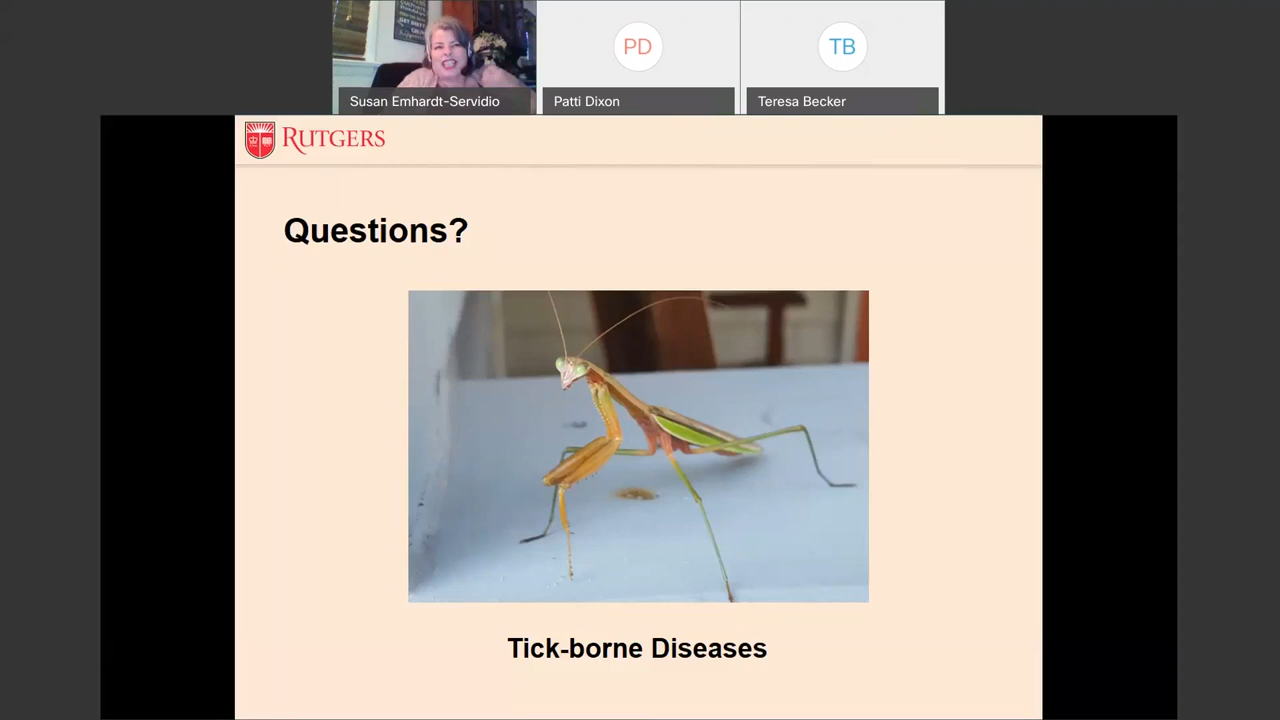 PD
TB
Susan Emhardt-Servidio
Patti Dixon
Teresa Becker
RUTGERS
Questions?
Tick-borne Diseases